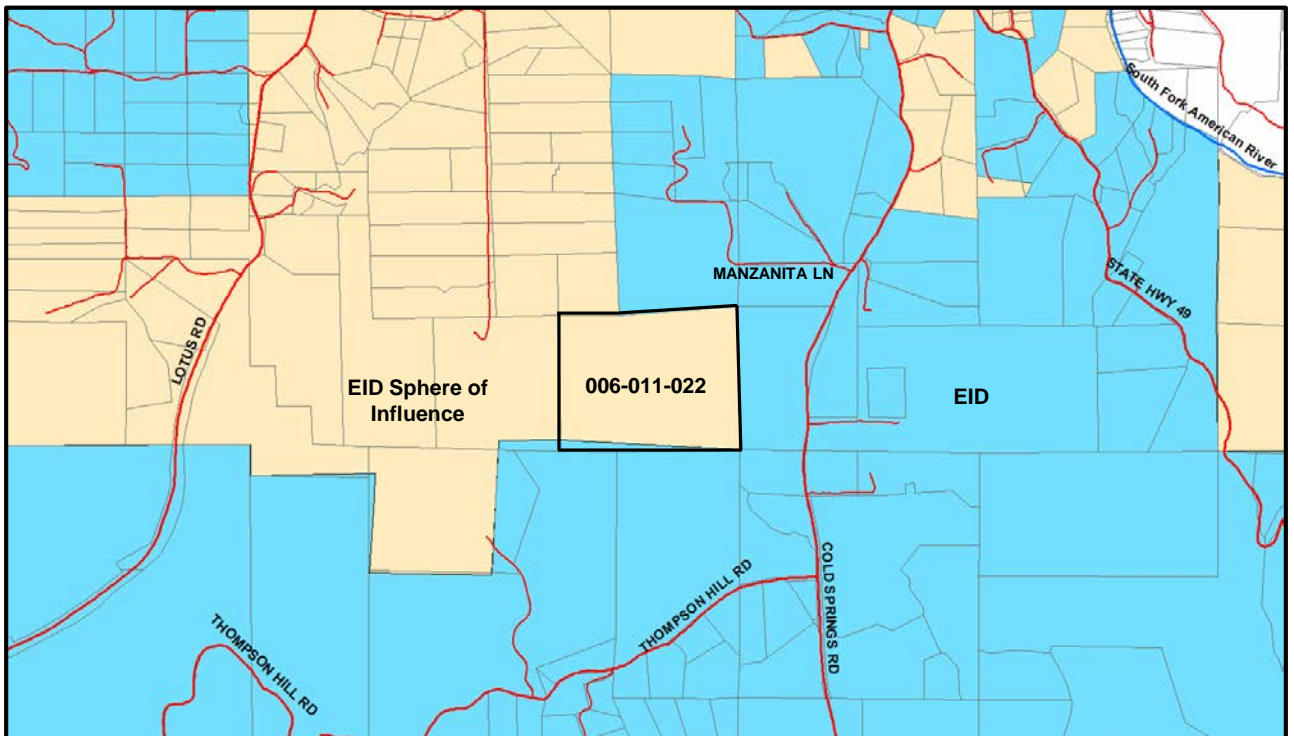 South Fork American River
MANZANITA LN
STATE HWY 49
LOTUS RD
EID Sphere of
Influence
006-011-022
EID
THOMPSON HILL RD
COLD SPRINGS RD
THOMPSON HILL RD